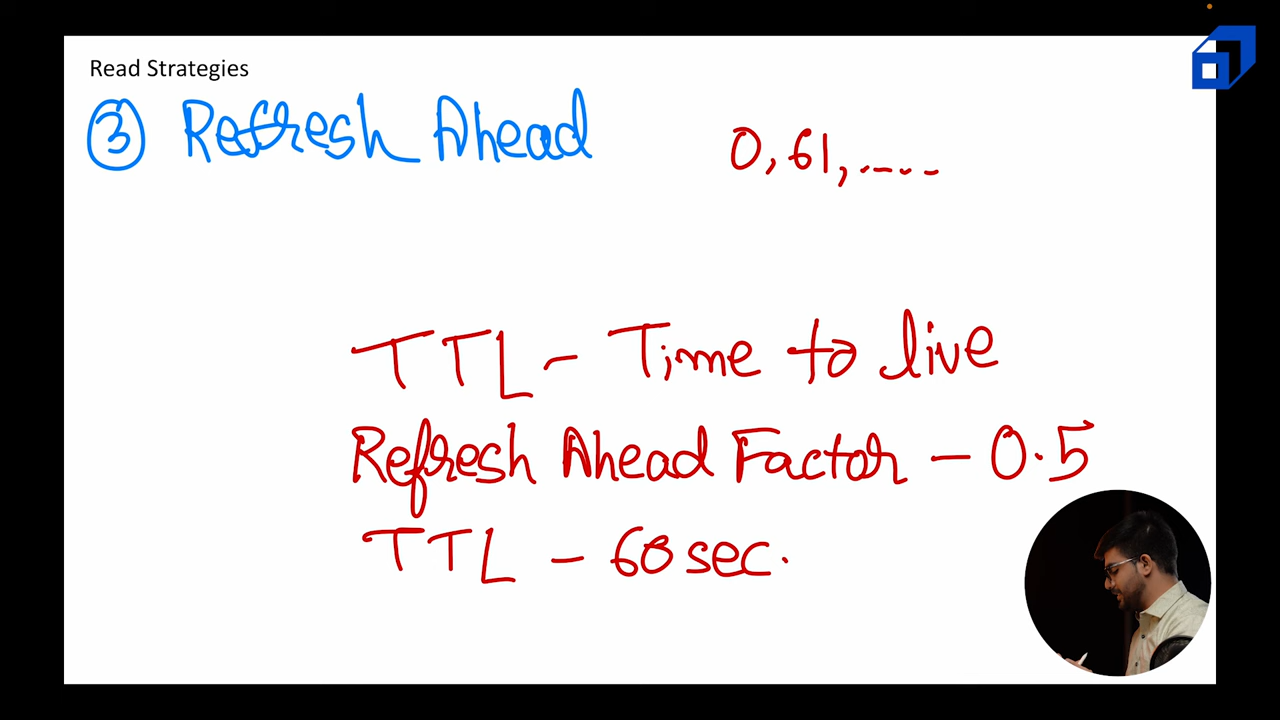 Read Strategies
③ Refresh Ahead
0, 61, .....
TTL - Time to live
Refresh Ahead Factor - 0.5
TTL - 60 sec.